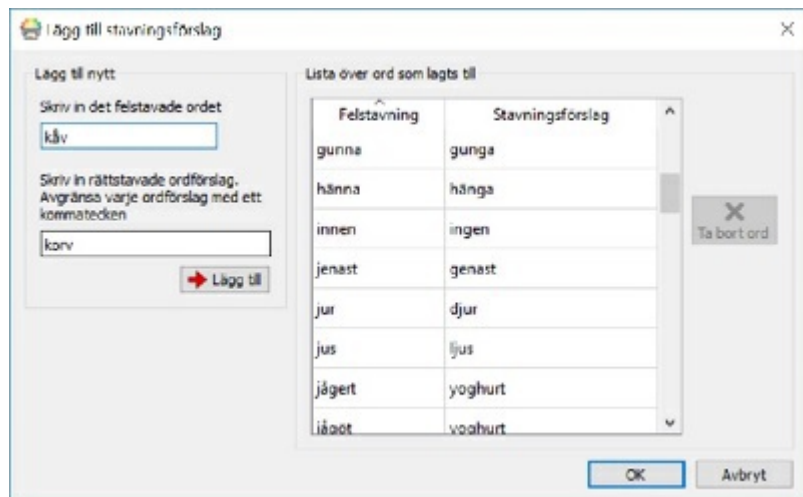 Lägg till stavningsförslag
Lägg til nytt
Skriv in det felstavade ordet
kåv
Skriv in rättstavade ordförslag.
Avgränsa varje ordförslag med ett
kommatecken
korv
Lägg till
Lista över ord som lagts till
Felstavning Stavningsförslag
gunna gunga
hänna hänga
innen ingen
jenast genast
jur djur
jus ljus
jågert yoghurt
jågöt yoghurt
Ta bort ord
OK Avbryt